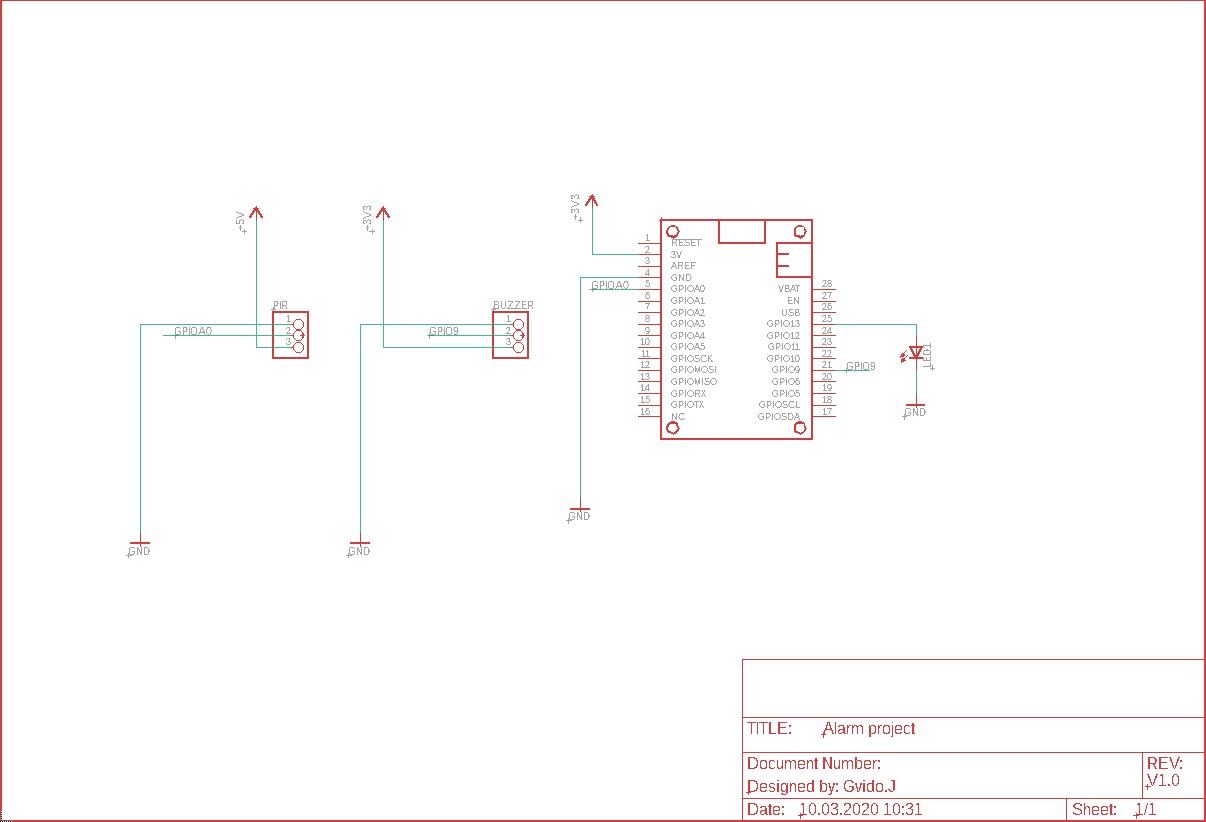 +5V
+3V3
+3V3
PIR
1
2
3
GPIOA0
GND
BUZZER
1
2
3
GPIO9
GND
GPIOA0
GND
1 RESET
2 3V
3 AREF
4 GND
5 GPIOA0
6 GPIOA1
7 GPIOA2
8 GPIOA3
9 GPIOA4
10 GPIOA5
11 GPIOSCK
12 GPIOMOSI
13 GPIOMISO
14 GPIORX
15 GPIOTX
16 NC
VBAT 28
EN 27
USB 26
GPIO13 25
GPIO12 24
GPIO11 23
GPIO10 22
GPIO9 21
GPIO6 20
GPIO5 19
GPIOSCL 18
GPIOSDA 17
GPIO9
LED1
GND
TITLE: Alarm project
Document Number:
REV:
V1.0
Designed by: Gvido.J
Date: 10.03.2020 10:31
Sheet: 1/1